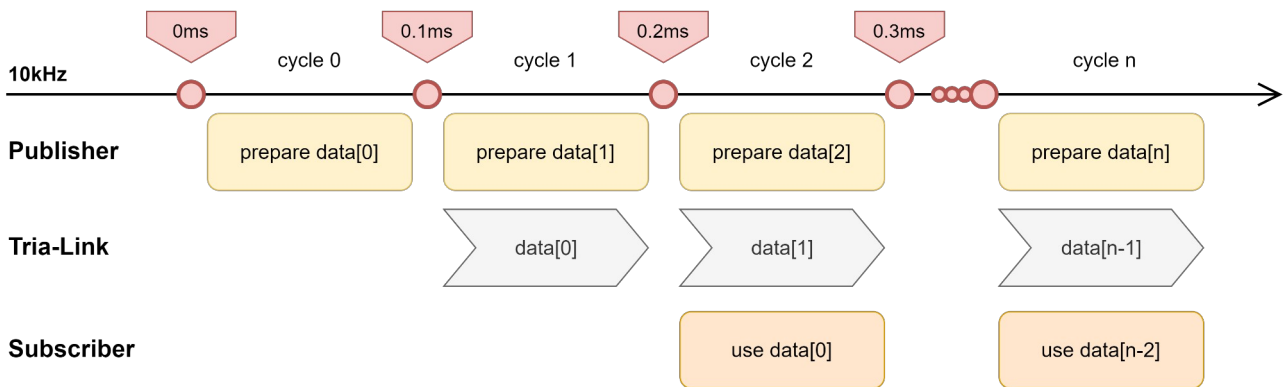 0ms
0.1ms
0.2ms
0.3ms
cycle 0
cycle 1
cycle 2
cycle n
10kHz
Publisher
prepare data[0]
prepare data[1]
prepare data[2]
prepare data[n]
Tria-Link
data[0]
data[1]
data[n-1]
Subscriber
use data[0]
use data[n-2]